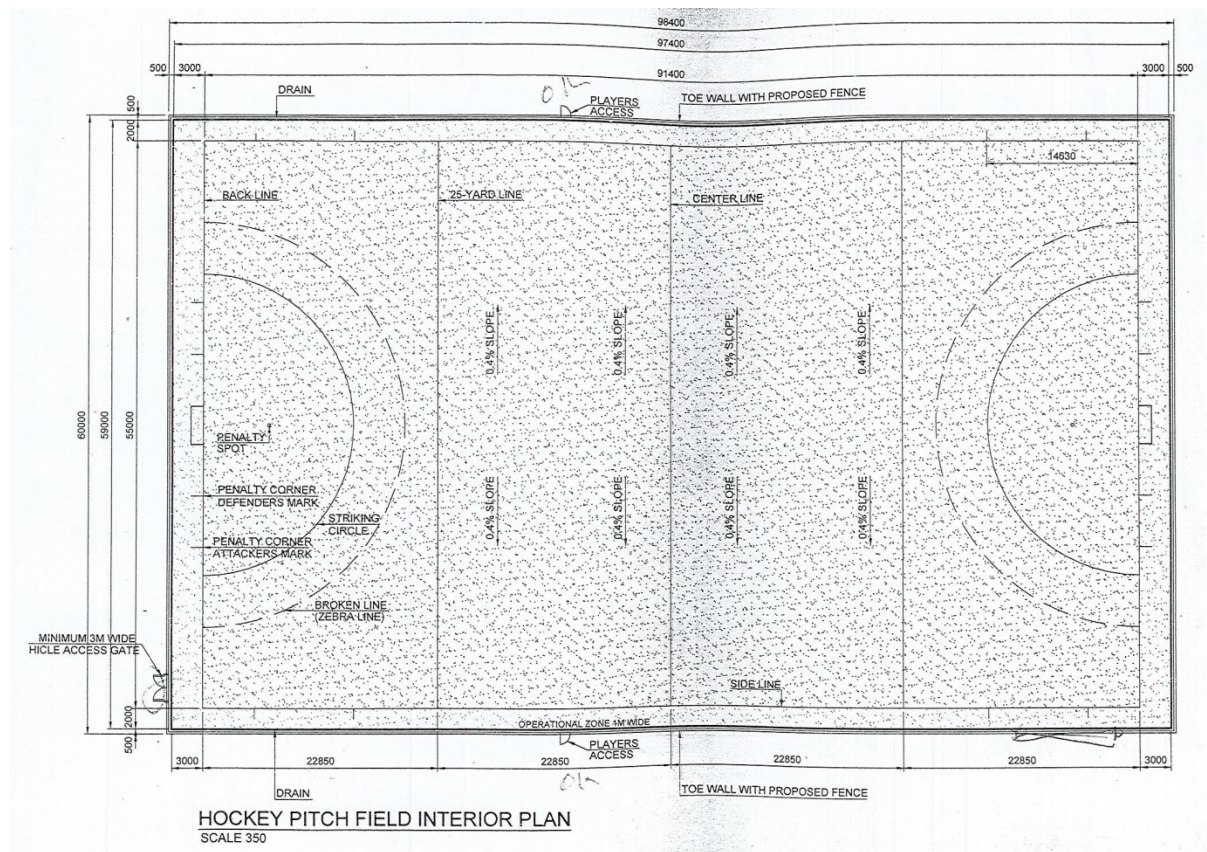 98400
97400
500 3000 91400 3000 500
DRAIN
PLAYERS
ACCESS
TOE WALL WITH PROPOSED FENCE
500
2000
14630
BACK LINE
25-YARD LINE
CENTER LINE
0.4% SLOPE
0.4% SLOPE
0.4% SLOPE
0.4% SLOPE
60000
59000
55000
PENALTY
SPOT
PENALTY CORNER
DEFENDERS MARK
STRIKING
CIRCLE
PENALTY CORNER
ATTACKERS MARK
0.4% SLOPE
0.4% SLOPE
0.4% SLOPE
0.4% SLOPE
BROKEN LINE
(ZEBRA LINE)
MINIMUM 3M WIDE
HICLE ACCESS GATE
SIDE LINE
2000
500
OPERATIONAL ZONE 1M WIDE
PLAYERS
ACCESS
3000 22850 22850 22850 22850 3000
DRAIN
TOE WALL WITH PROPOSED FENCE
HOCKEY PITCH FIELD INTERIOR PLAN
SCALE 350